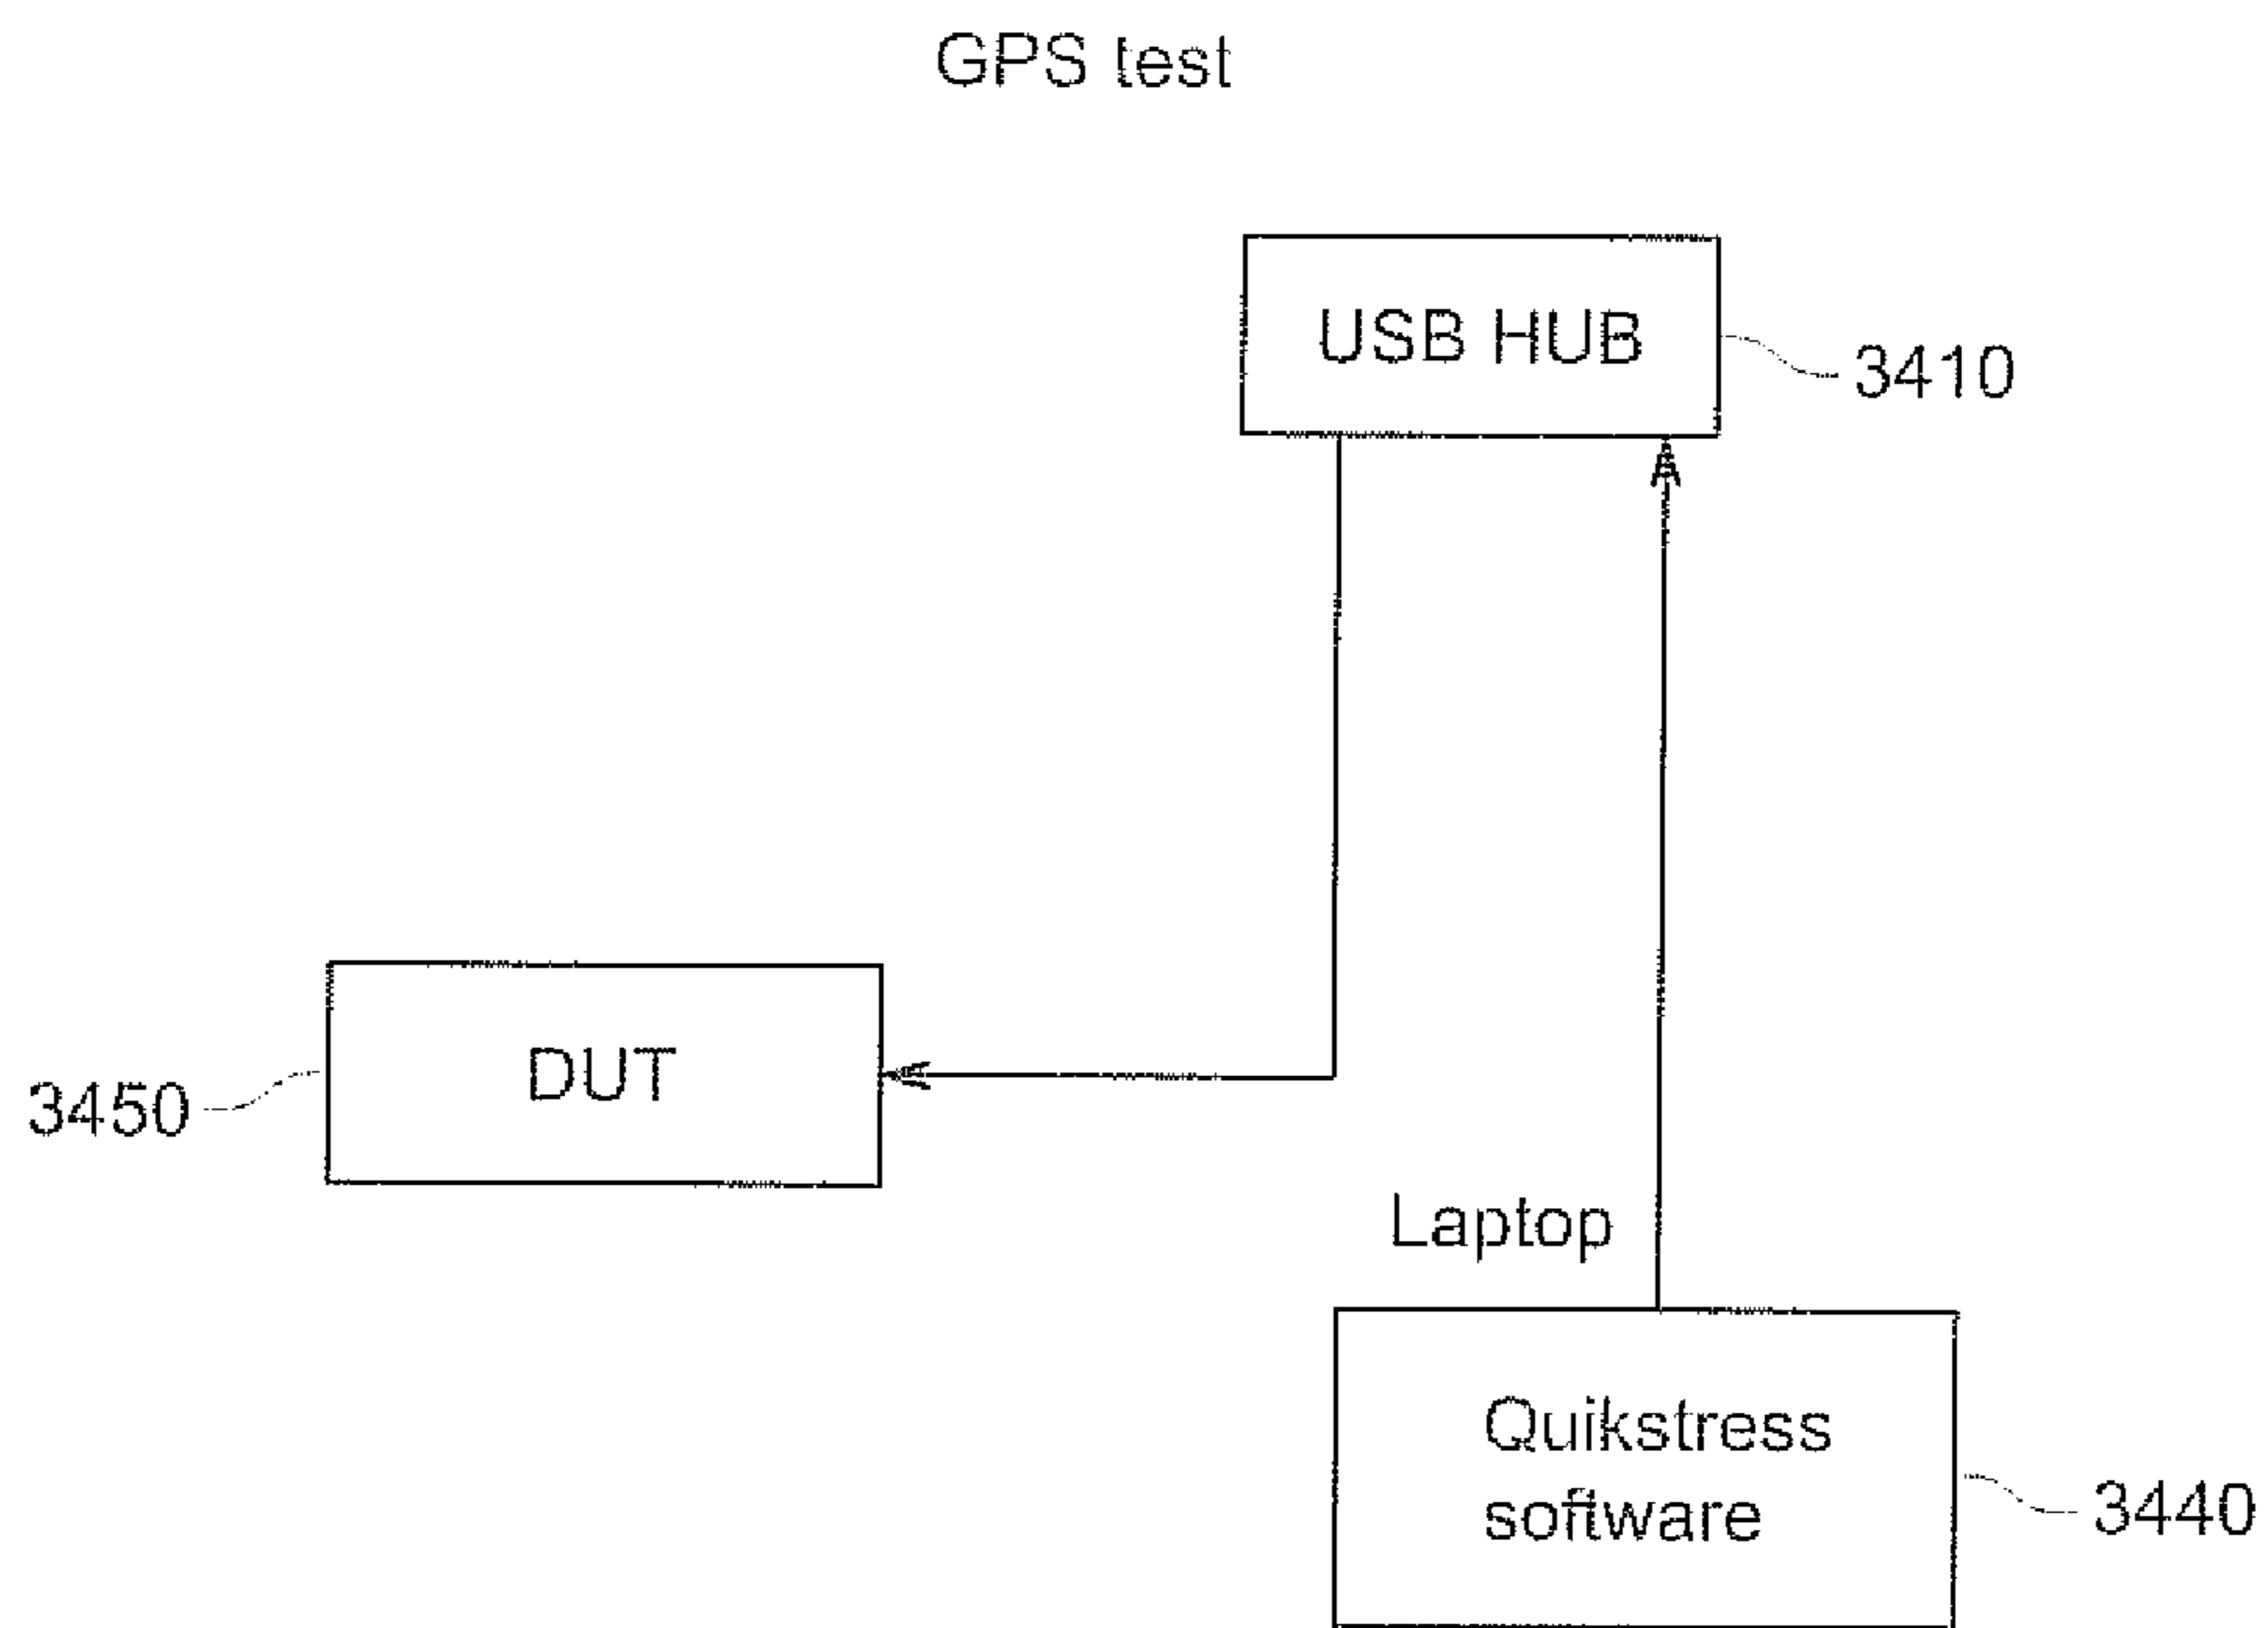 GPS test
USB HUB
3410
DUT
3450
Laptop
Quikstress
software
3440